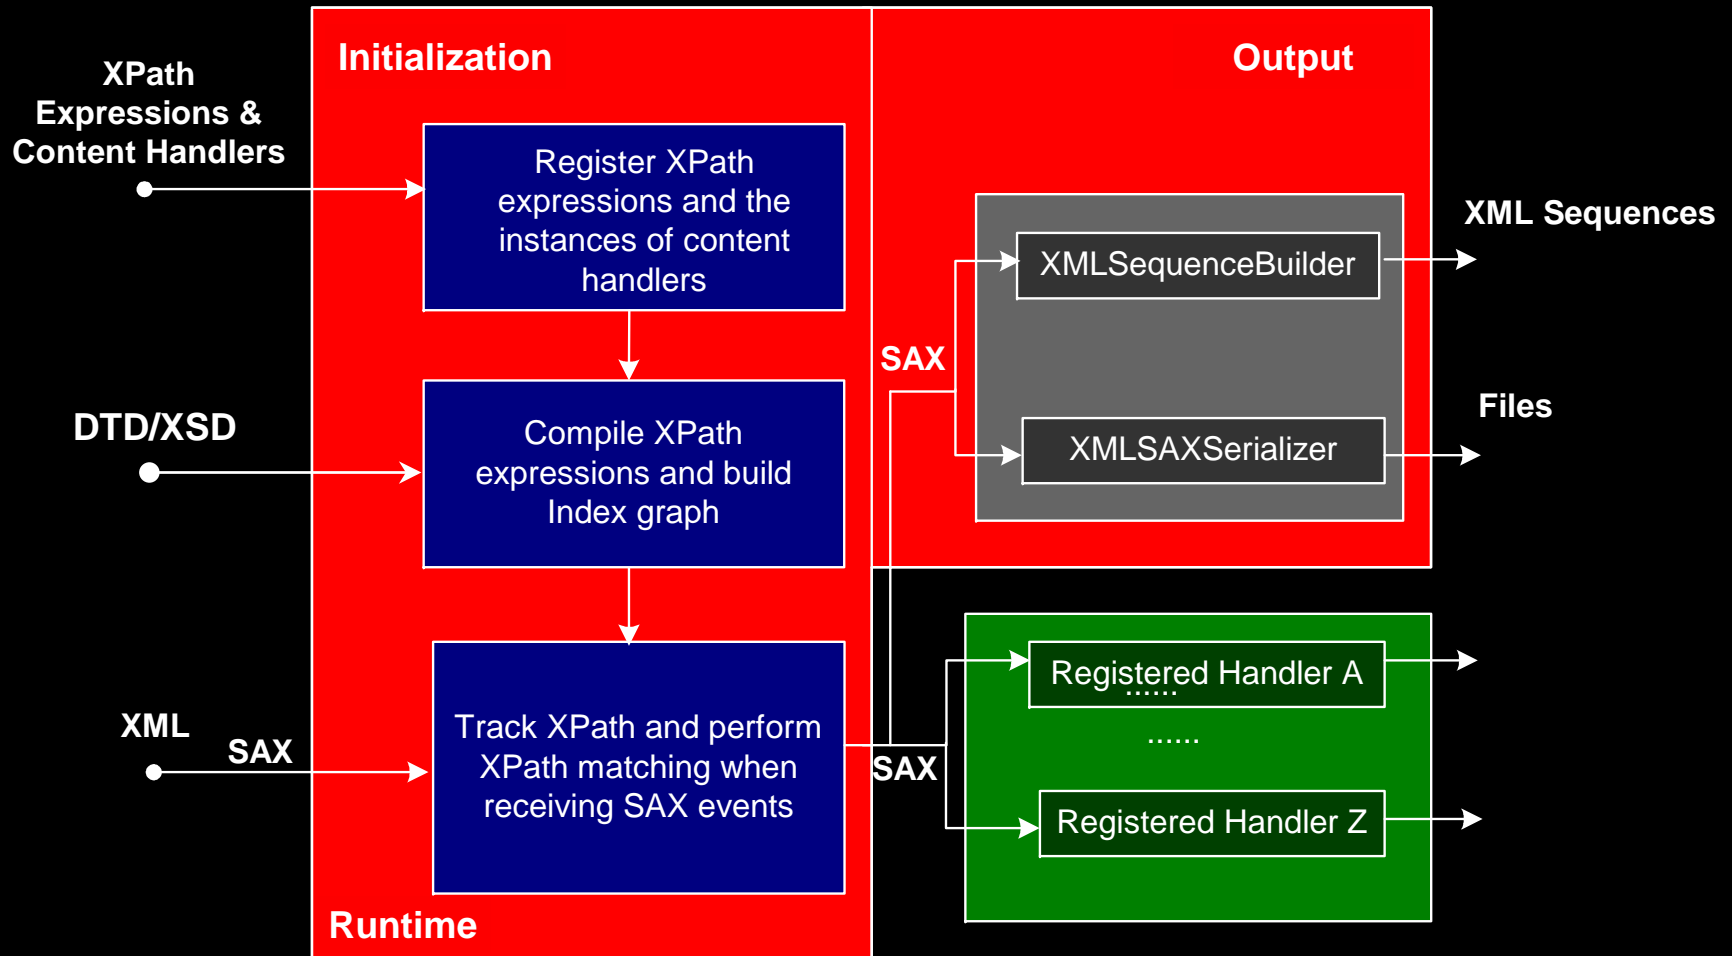 Initialization
Output
XPath
Expressions &
Content Handlers
Register XPath
expressions and the
instances of content
handlers
XML Sequences
XMLSequenceBuilder
SAX
DTD/XSD
Compile XPath
expressions and build
Index graph
Files
XMLSAXSerializer
XML
SAX
Track XPath and perform
XPath matching when
receiving SAX events
SAX
Registered Handler A
......
......
Registered Handler Z
Runtime